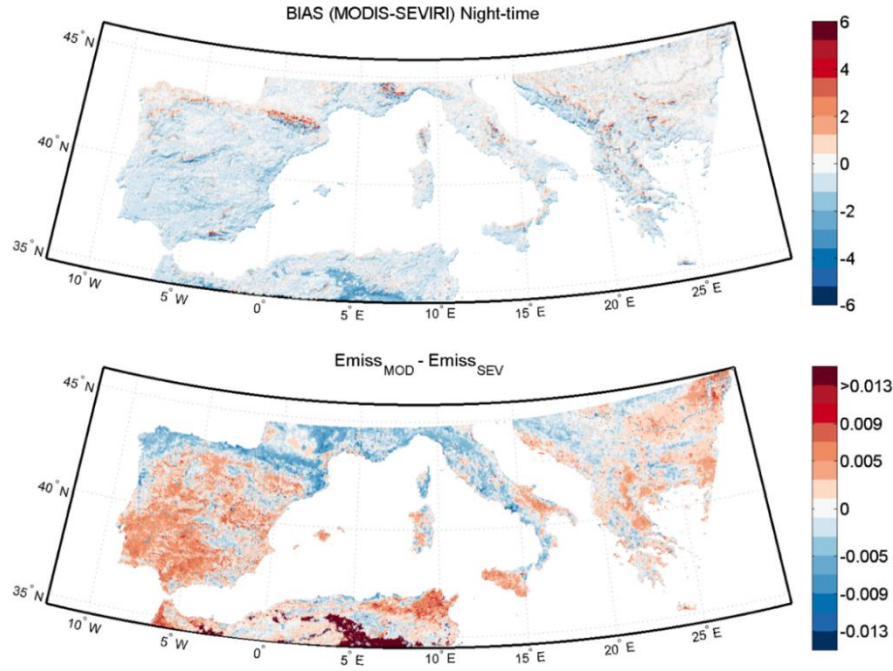 BIAS (MODIS-SEVIRI) Night-time
45° N
40° N
35° N
10° W
5° W
0°
5° E
10° E
15° E
20° E
25° E
6
4
2
0
-2
-4
-6
Emiss_MOD - Emiss_SEV
45° N
40° N
35° N
10° W
5° W
0°
5° E
10° E
15° E
20° E
25° E
>0.013
0.009
0.005
0
-0.005
-0.013
-0.013